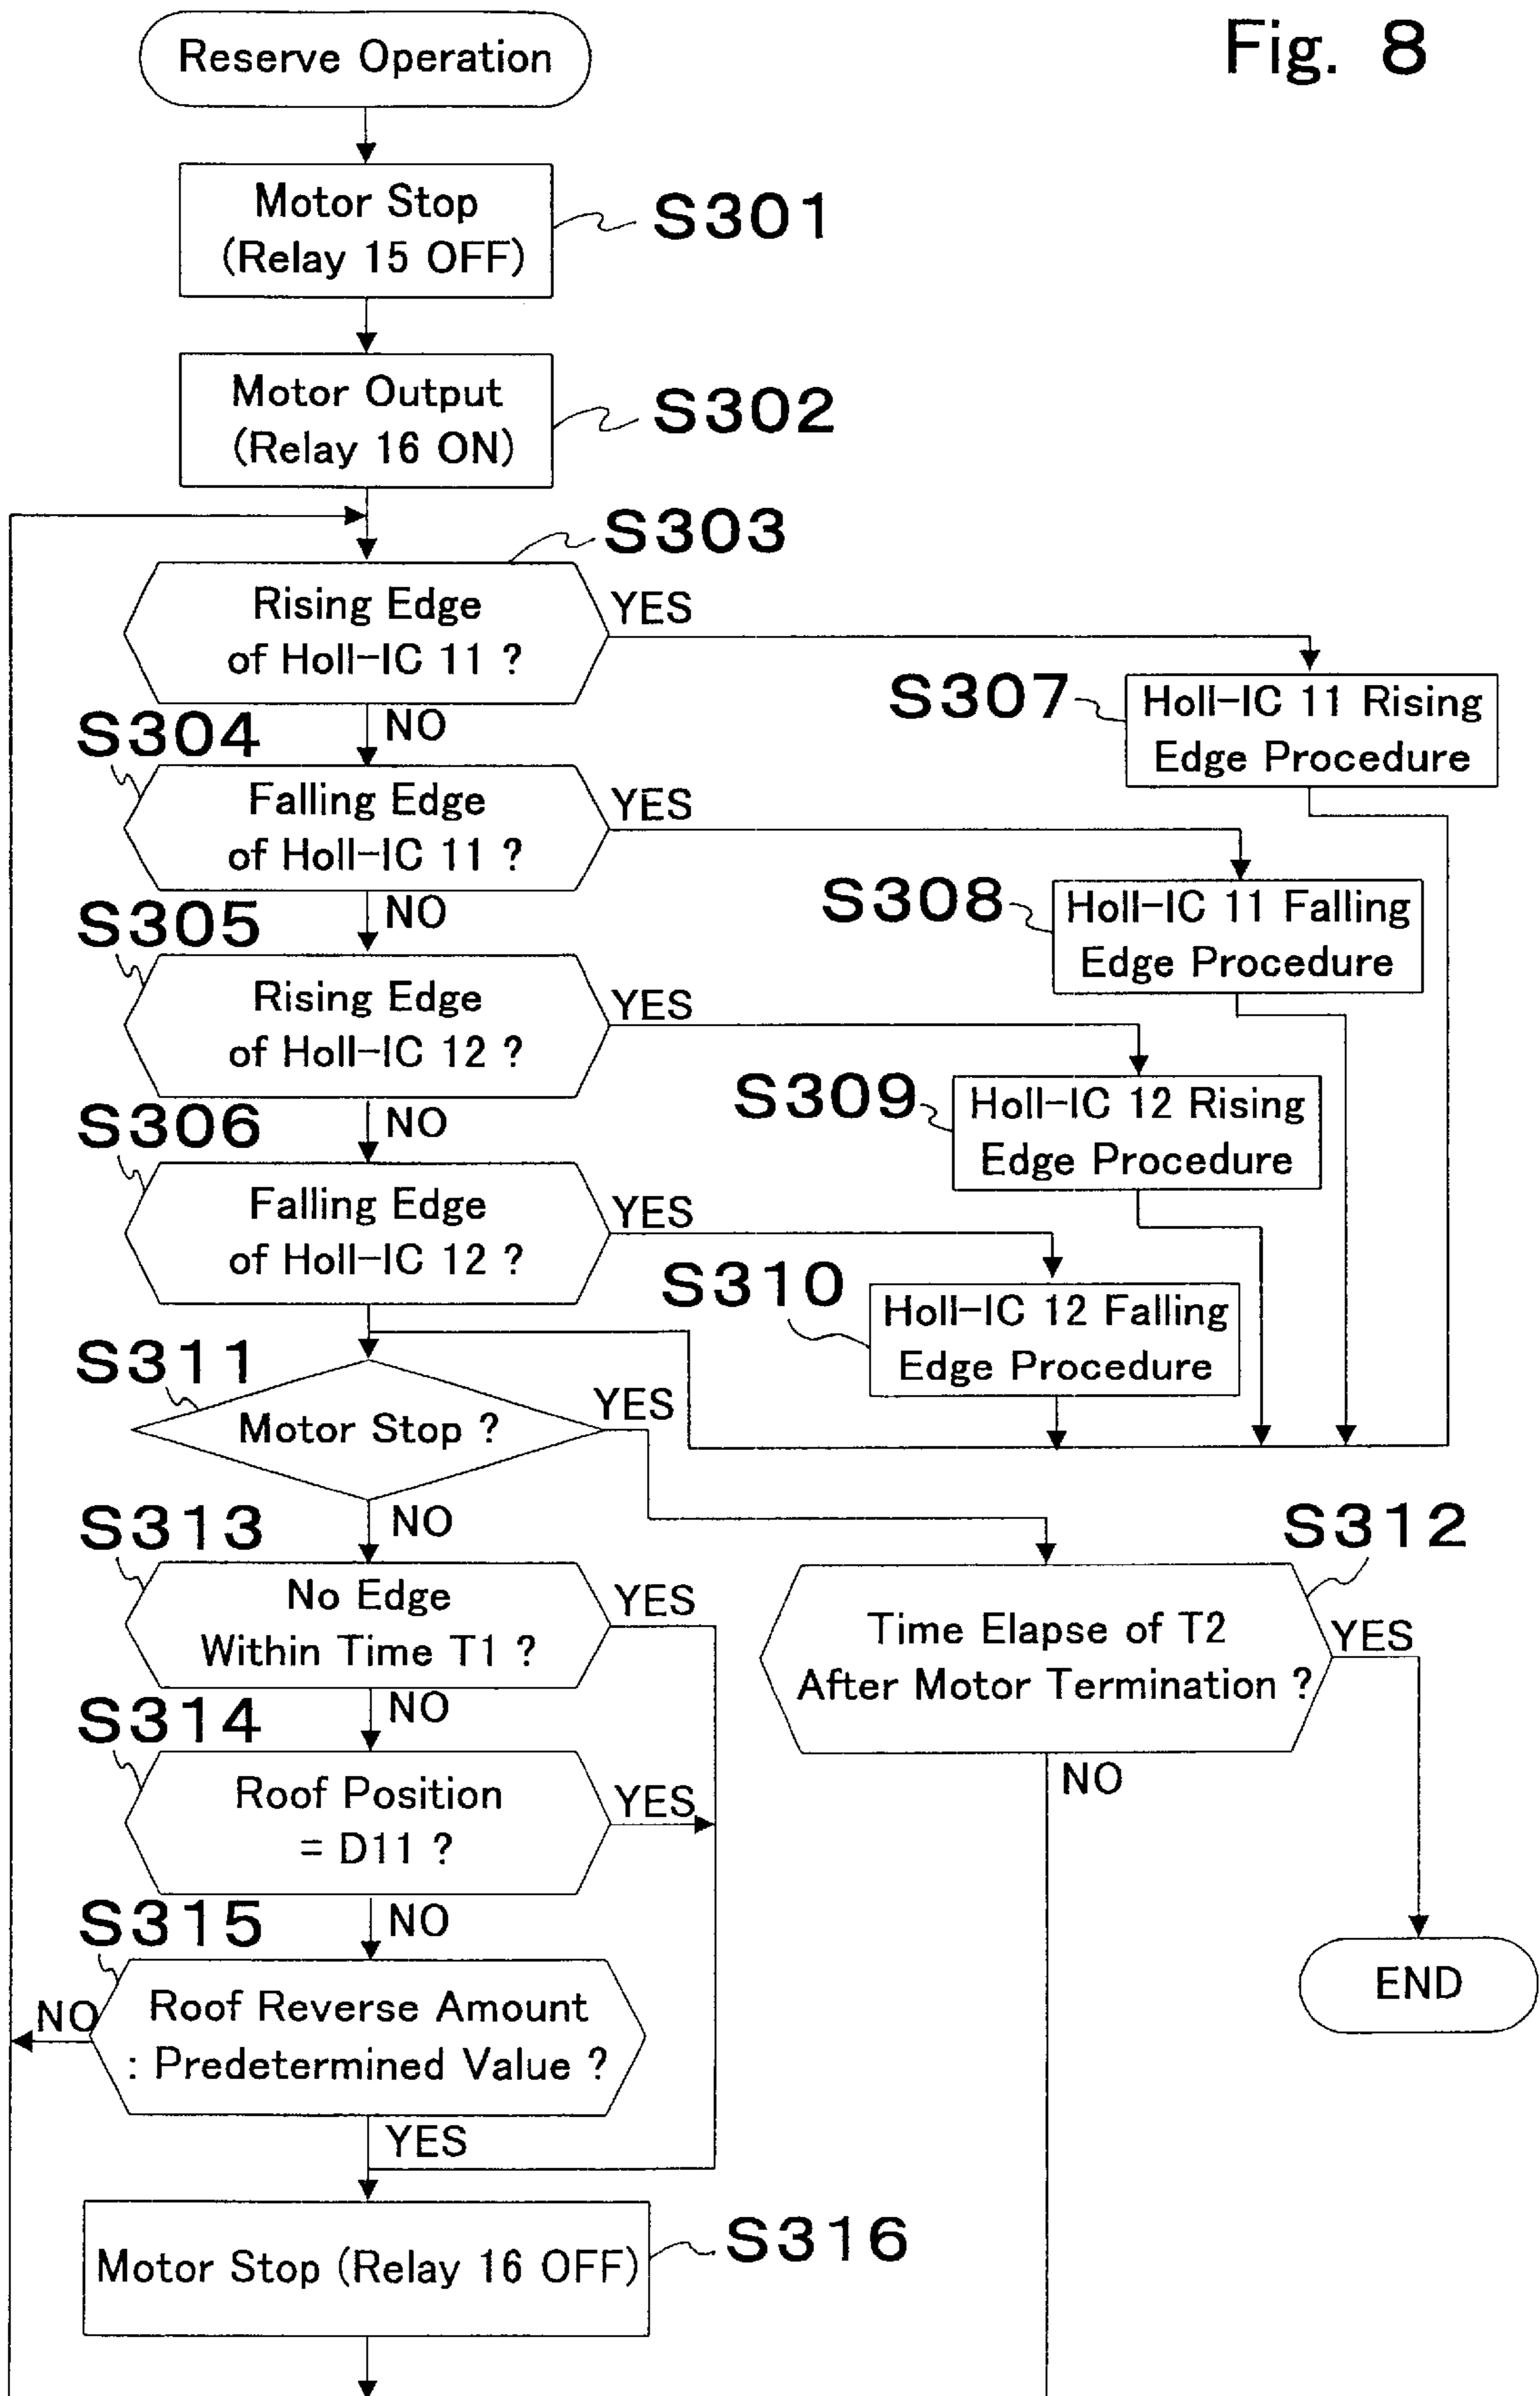 Fig. 8
Reserve Operation
Motor Stop
(Relay 15 OFF)
S301
Motor Output
(Relay 16 ON)
S302
S303
Rising Edge
of Holl-IC 11 ?
YES
NO
S307
Holl-IC 11 Rising
Edge Procedure
S304
Falling Edge
of Holl-IC 11 ?
YES
NO
S308
Holl-IC 11 Falling
Edge Procedure
S305
Rising Edge
of Holl-IC 12 ?
YES
NO
S309
Holl-IC 12 Rising
Edge Procedure
S306
Falling Edge
of Holl-IC 12 ?
YES
S310
Holl-IC 12 Falling
Edge Procedure
S311
Motor Stop ?
YES
NO
S312
Time Elapse of T2
After Motor Termination ?
YES
NO
END
S313
No Edge
Within Time T1 ?
YES
NO
S314
Roof Position
= D11 ?
YES
NO
S315
Roof Reverse Amount
: Predetermined Value ?
NO
YES
Motor Stop (Relay 16 OFF)
S316